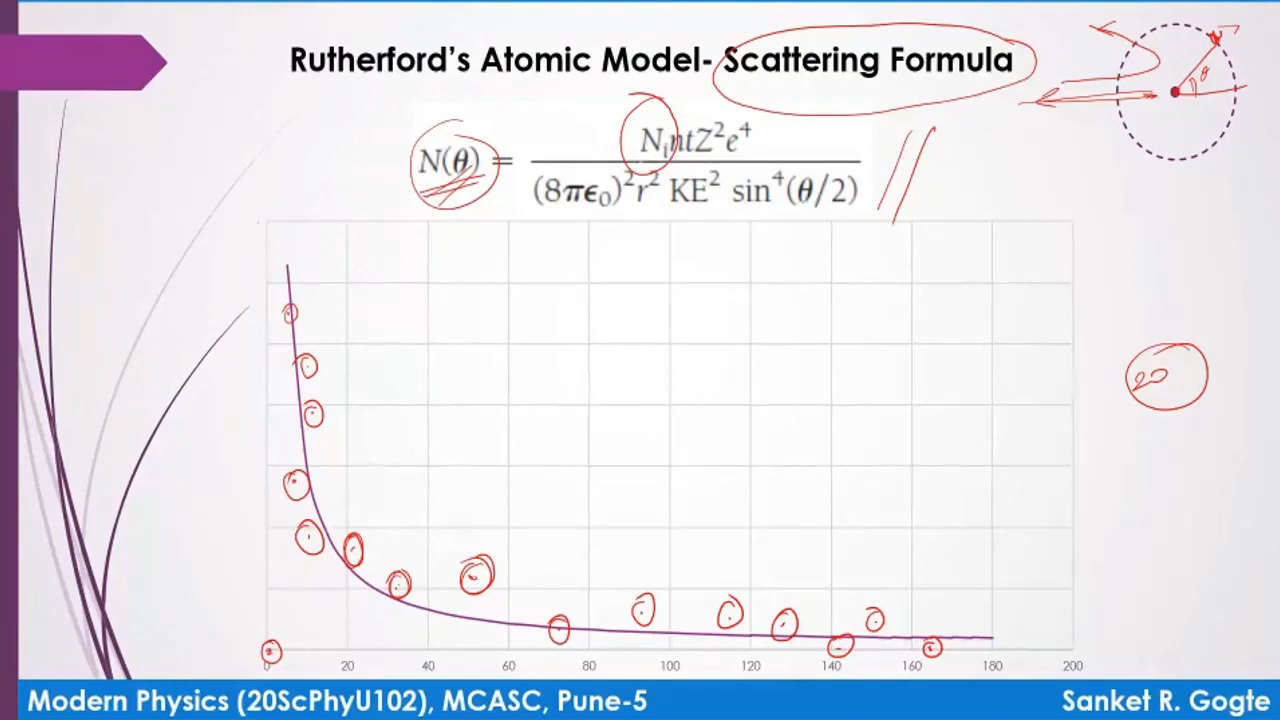 Rutherford's Atomic Model- Scattering Formula
θ
N(θ) = NᵢntZ²e⁴ / (8πϵ₀)²r² KE² sin⁴(θ/2)
20
0 20 40 60 80 100 120 140 160 180 200
Modern Physics (20ScPhyU102), MCASC, Pune-5 Sanket R. Gogte